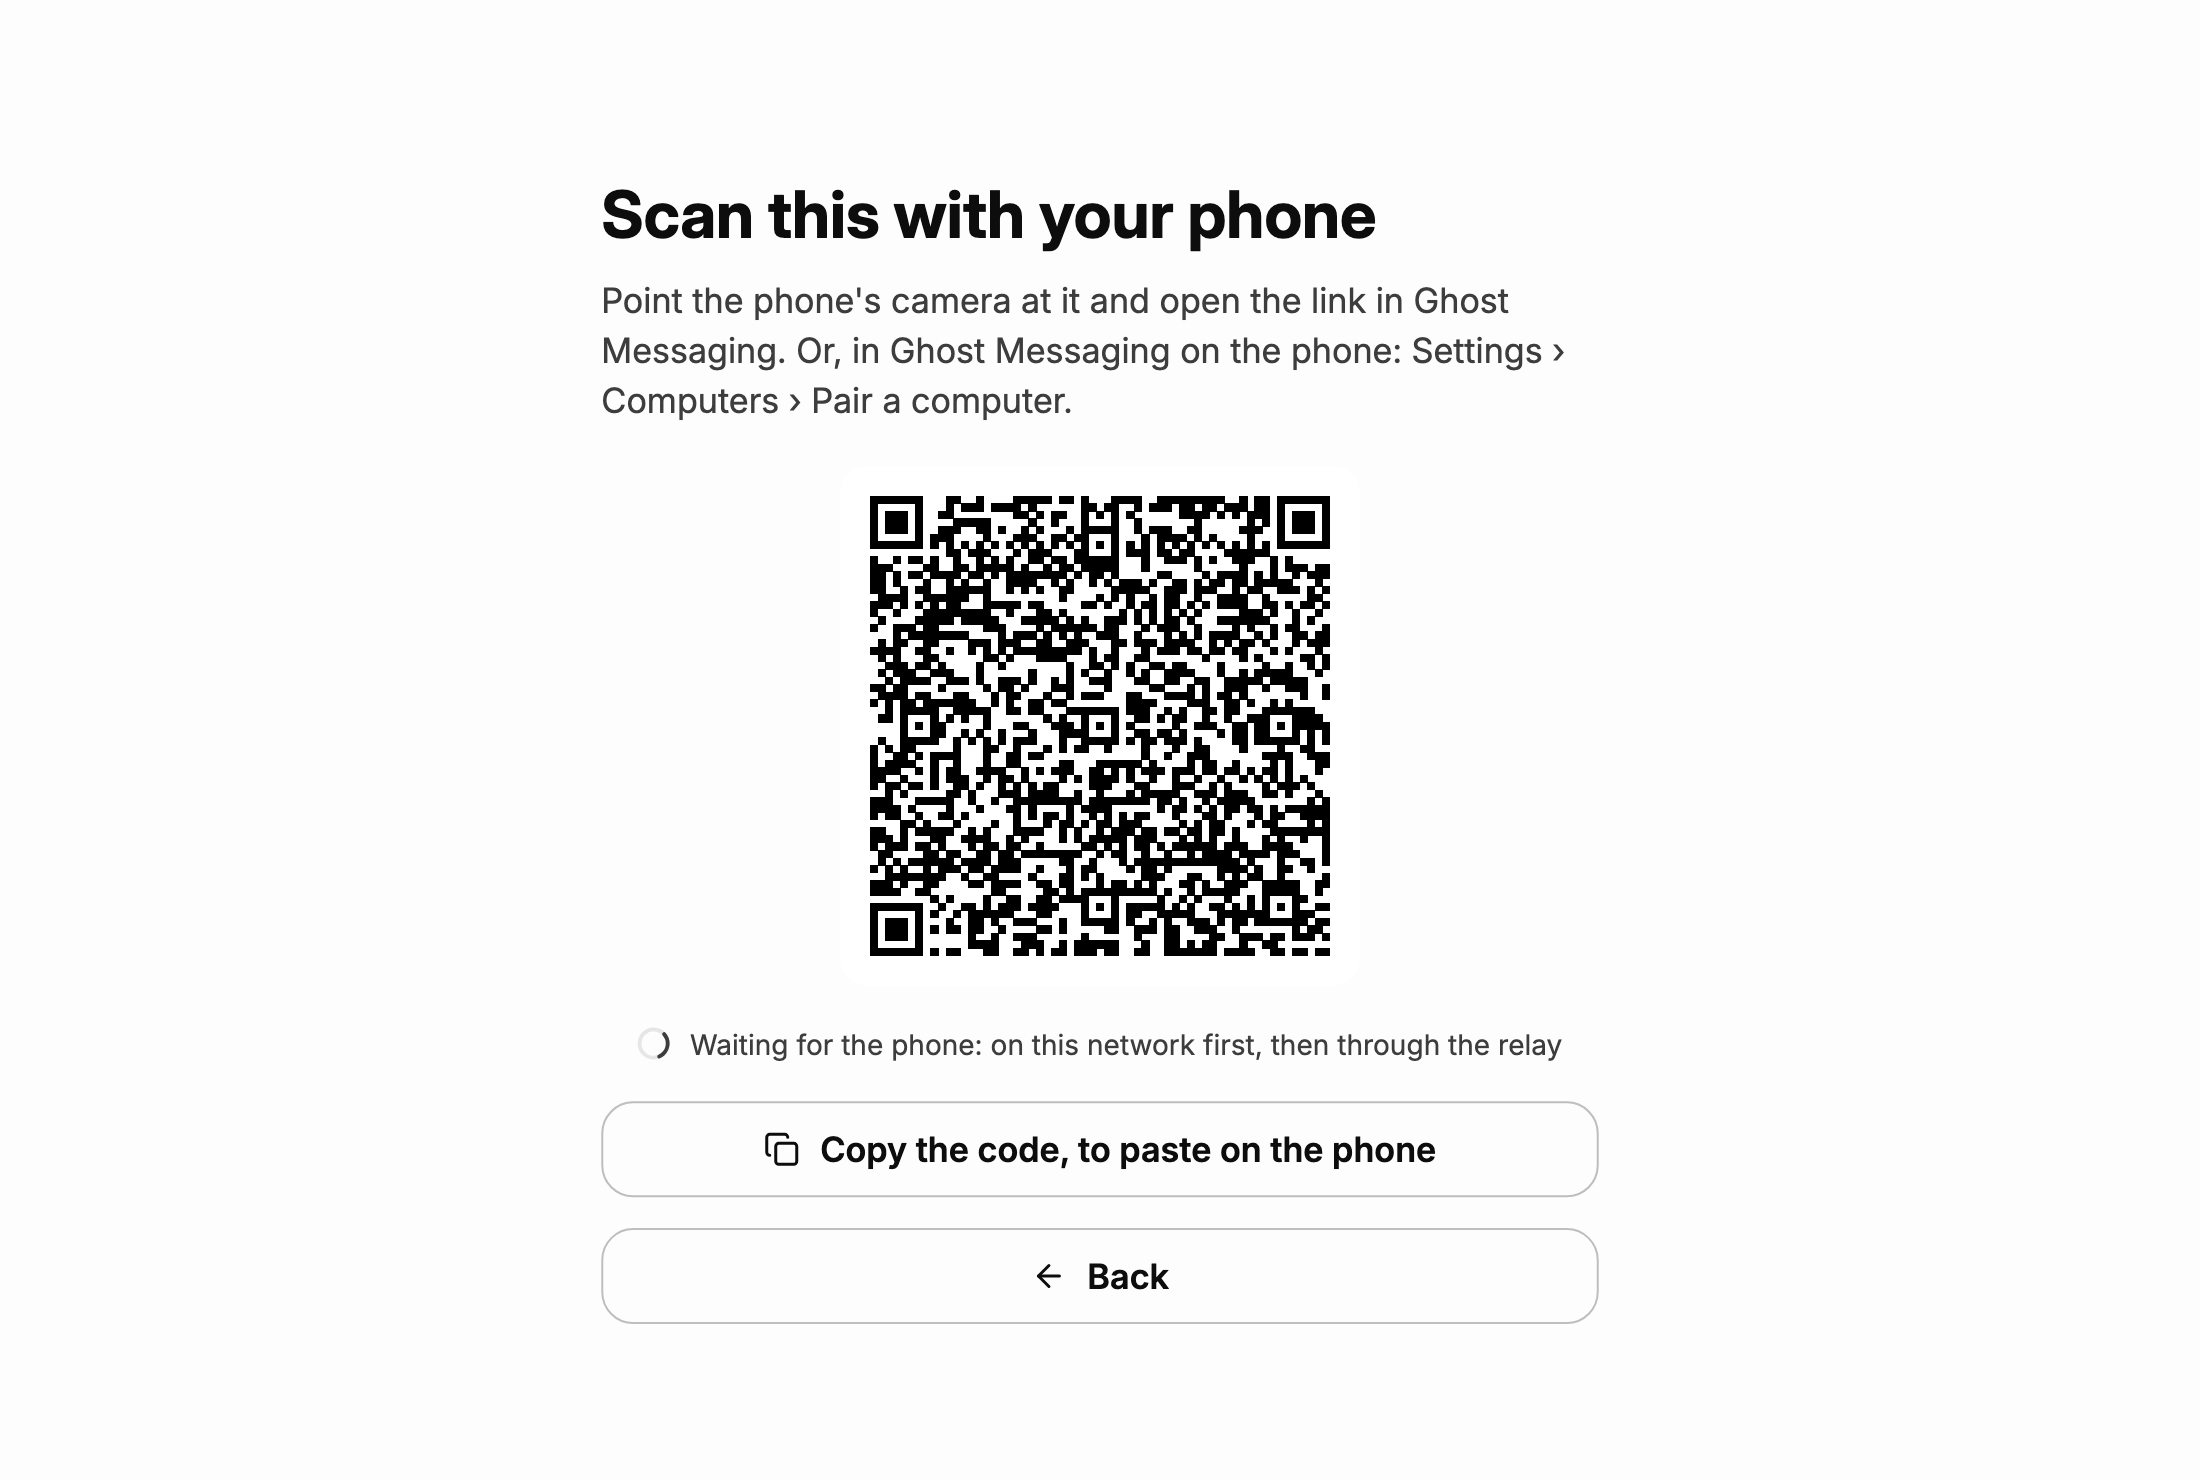 Scan this with your phone
Point the phone's camera at it and open the link in Ghost
Messaging. Or, in Ghost Messaging on the phone: Settings ›
Computers › Pair a computer.
Waiting for the phone: on this network first, then through the relay
Copy the code, to paste on the phone
Back